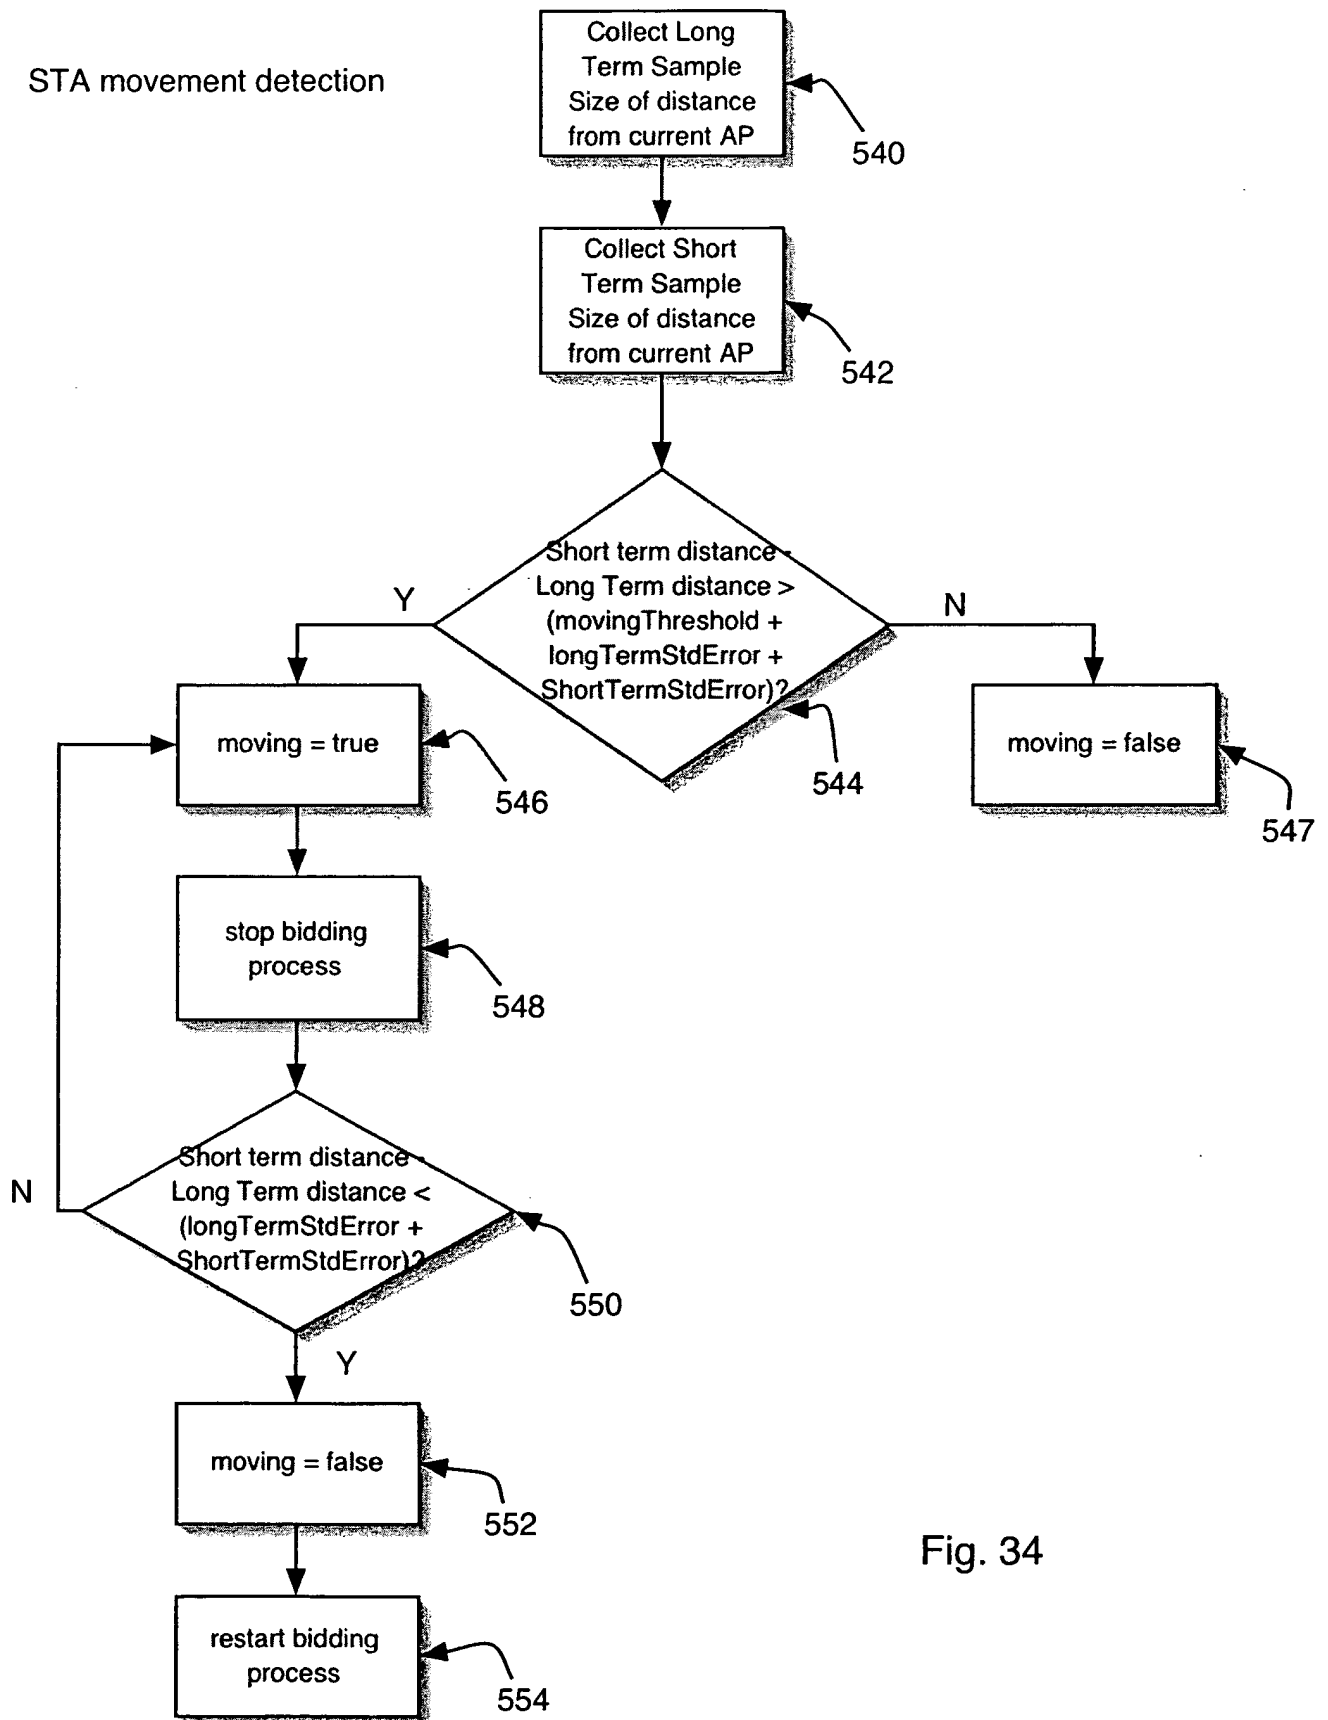 STA movement detection
Collect Long
Term Sample
Size of distance
from current AP
540
Collect Short
Term Sample
Size of distance
from current AP
542
Short term distance -
Long Term distance >
(movingThreshold +
longTermStdError +
ShortTermStdError)?
Y
N
544
moving = true
546
moving = false
547
stop bidding
process
548
Short term distance -
Long Term distance <
(longTermStdError +
ShortTermStdError)?
N
550
Y
moving = false
552
restart bidding
process
554
Fig. 34